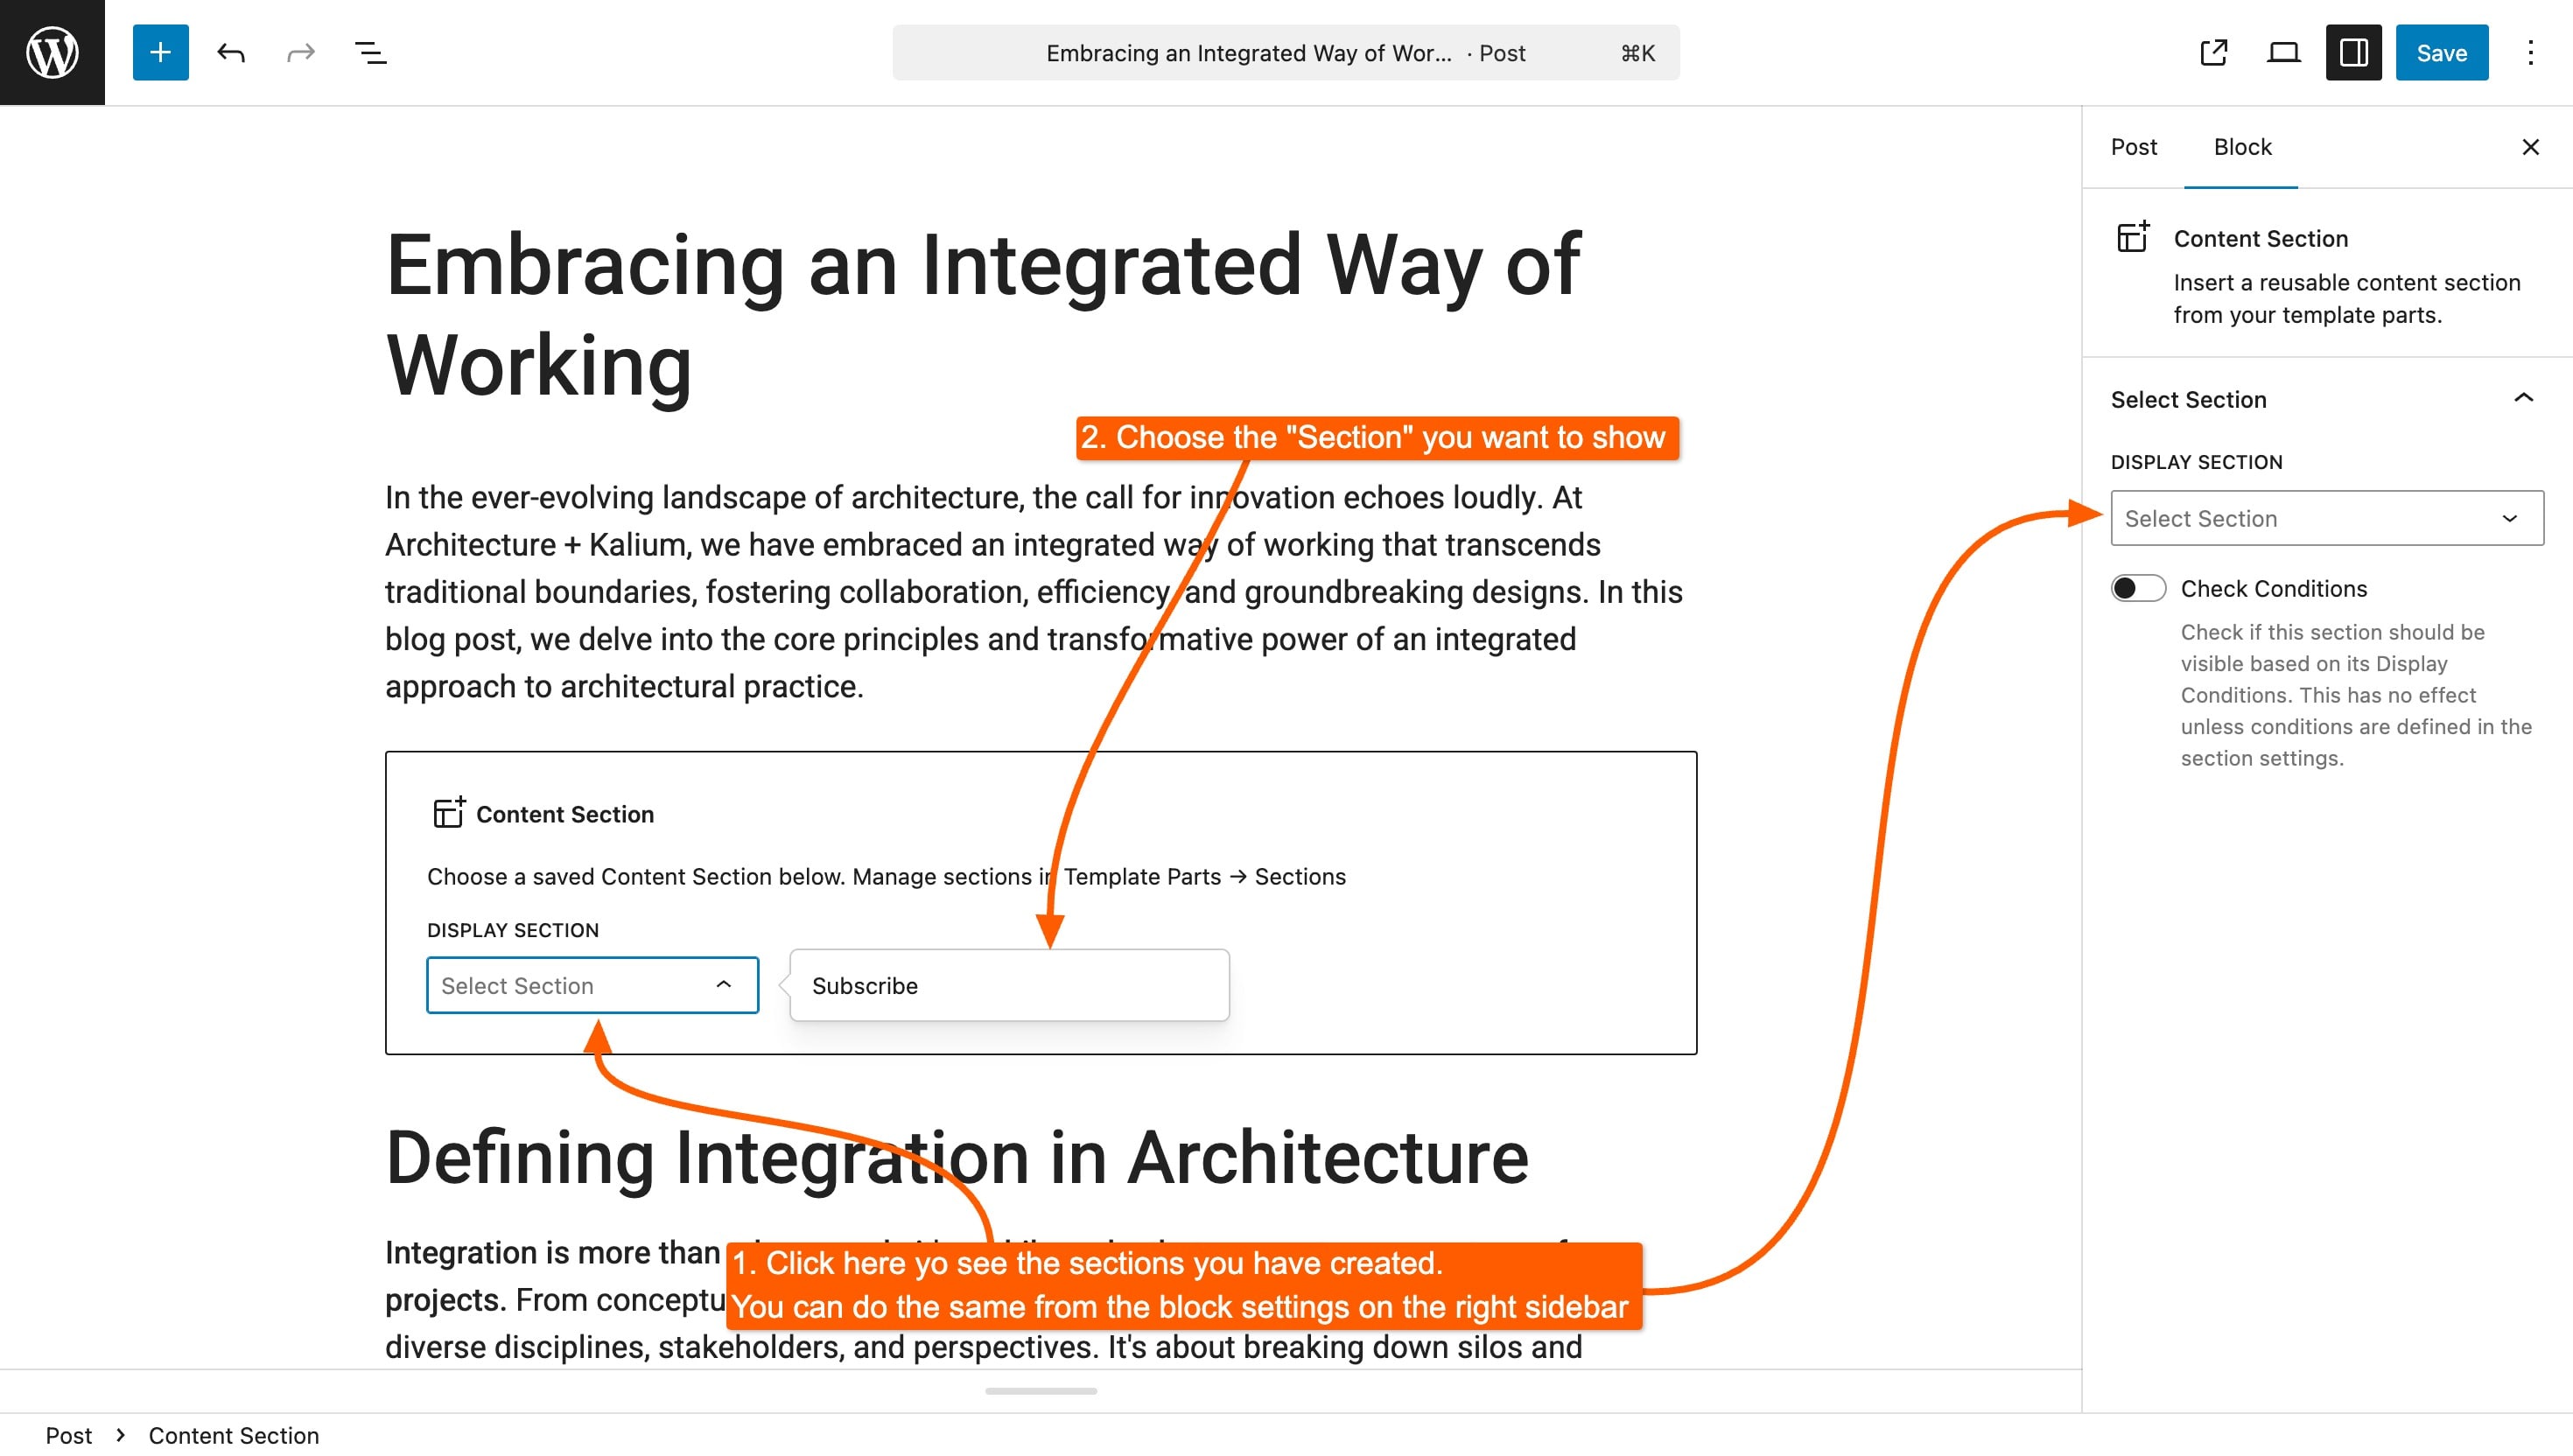 Embracing an Integrated Way of Wor... · Post ⌘K
Save
Post Block
Content Section
Insert a reusable content section
from your template parts.
Select Section
DISPLAY SECTION
Select Section
Check Conditions
Check if this section should be
visible based on its Display
Conditions. This has no effect
unless conditions are defined in the
section settings.
Embracing an Integrated Way of
Working
2. Choose the "Section" you want to show
In the ever-evolving landscape of architecture, the call for innovation echoes loudly. At
Architecture + Kalium, we have embraced an integrated way of working that transcends
traditional boundaries, fostering collaboration, efficiency, and groundbreaking designs. In this
blog post, we delve into the core principles and transformative power of an integrated
approach to architectural practice.
Content Section
Choose a saved Content Section below. Manage sections in Template Parts → Sections
DISPLAY SECTION
Select Section
Subscribe
Defining Integration in Architecture
Integration is more than
1. Click here yo see the sections you have created.
projects. From conceptu
You can do the same from the block settings on the right sidebar
diverse disciplines, stakeholders, and perspectives. It's about breaking down silos and
Post > Content Section